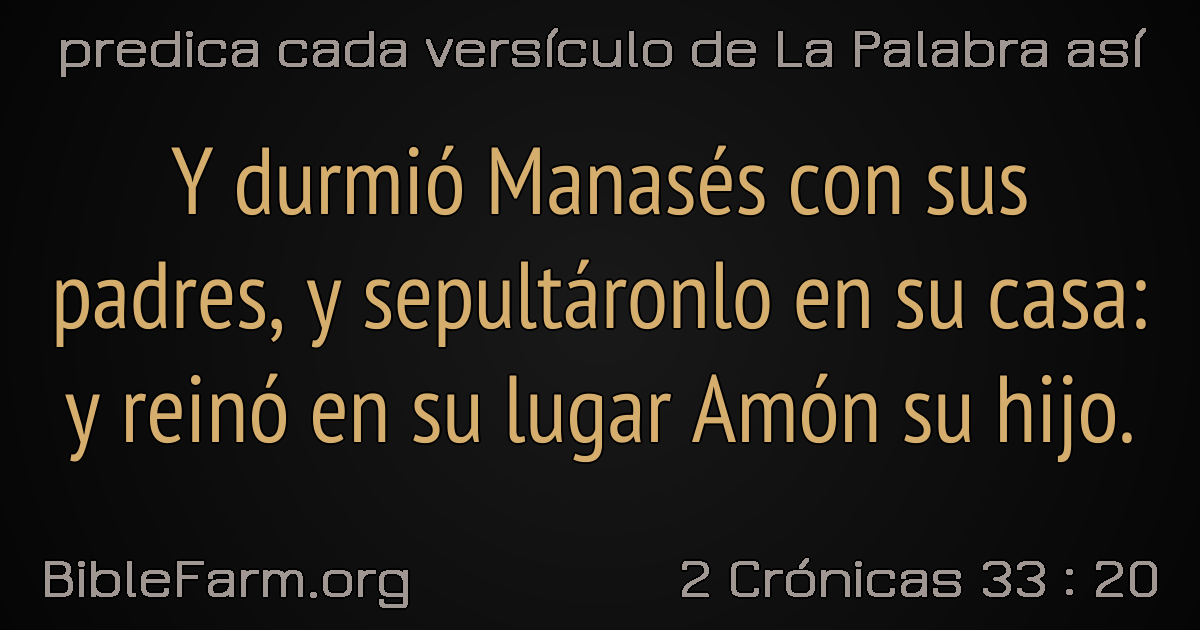 predica cada versículo de La Palabra así
Y durmió Manasés con sus
padres, y sepultáronlo en su casa:
y reinó en su lugar Amón su hijo.
BibleFarm.org
2 Crónicas 33 : 20